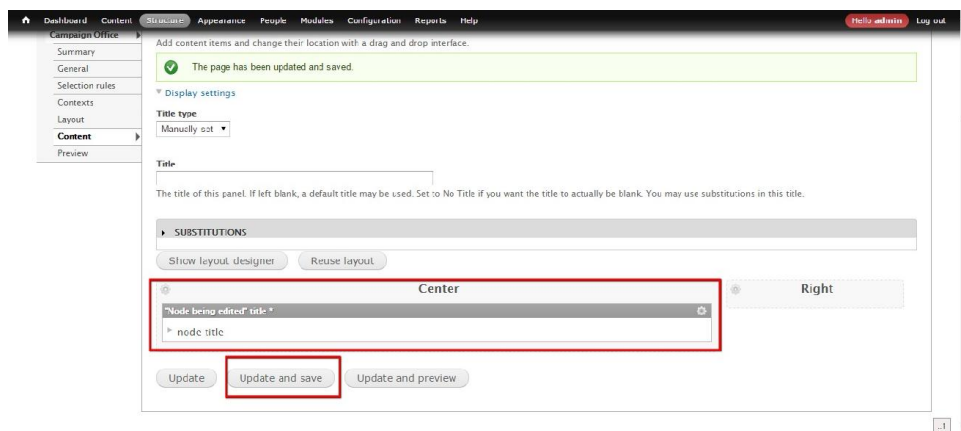 Dashboard Content Structure Appearance People Modules Configuration Reports Help Hello admin Log out
Campaign Office
Summary
General
Selection rules
Contexts
Layout
Content
Preview
Add content items and change their location with a drag and drop interface.
The page has been updated and saved.
Display settings
Title type
Manually set
Title
The title of this panel. If left blank, a default title may be used. Set to No Title if you want the title to actually be blank. You may use substitutions in this title.
SUBSTITUTIONS
Show layout designer Reuse layout
Center Right
"Node being edited" title *
node title
Update Update and save Update and preview